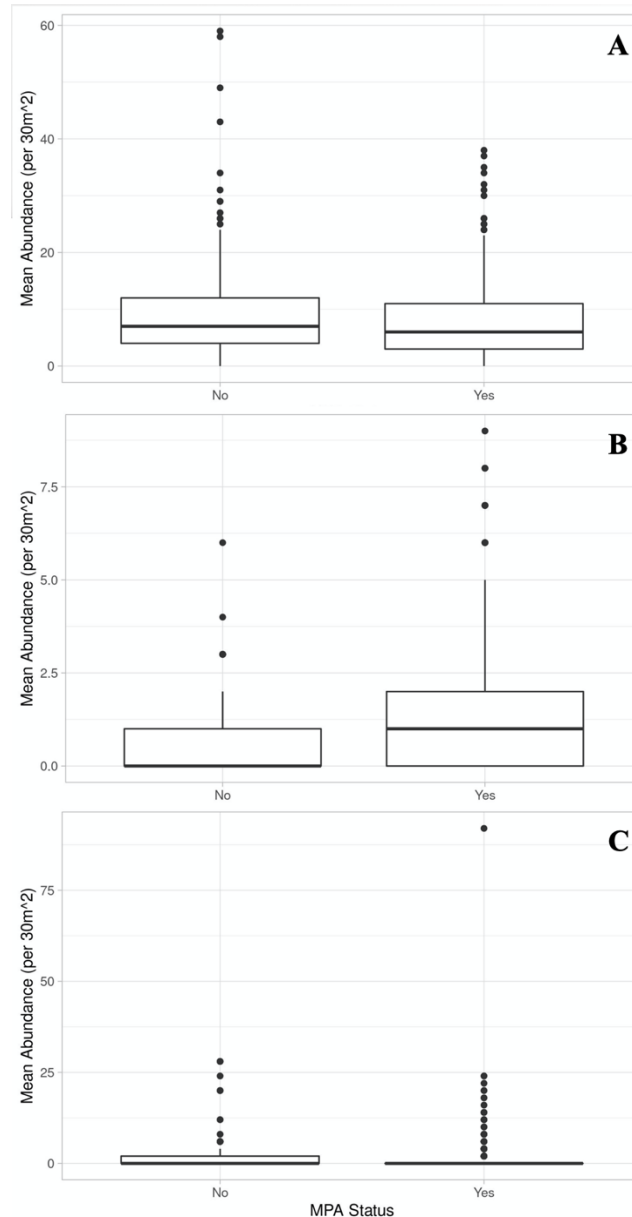 A
Mean Abundance (per 30m^2)
60
40
20
0
No
Yes
B
Mean Abundance (per 30m^2)
7.5
5.0
2.5
0.0
No
Yes
C
Mean Abundance (per 30m^2)
75
50
25
0
No
Yes
MPA Status